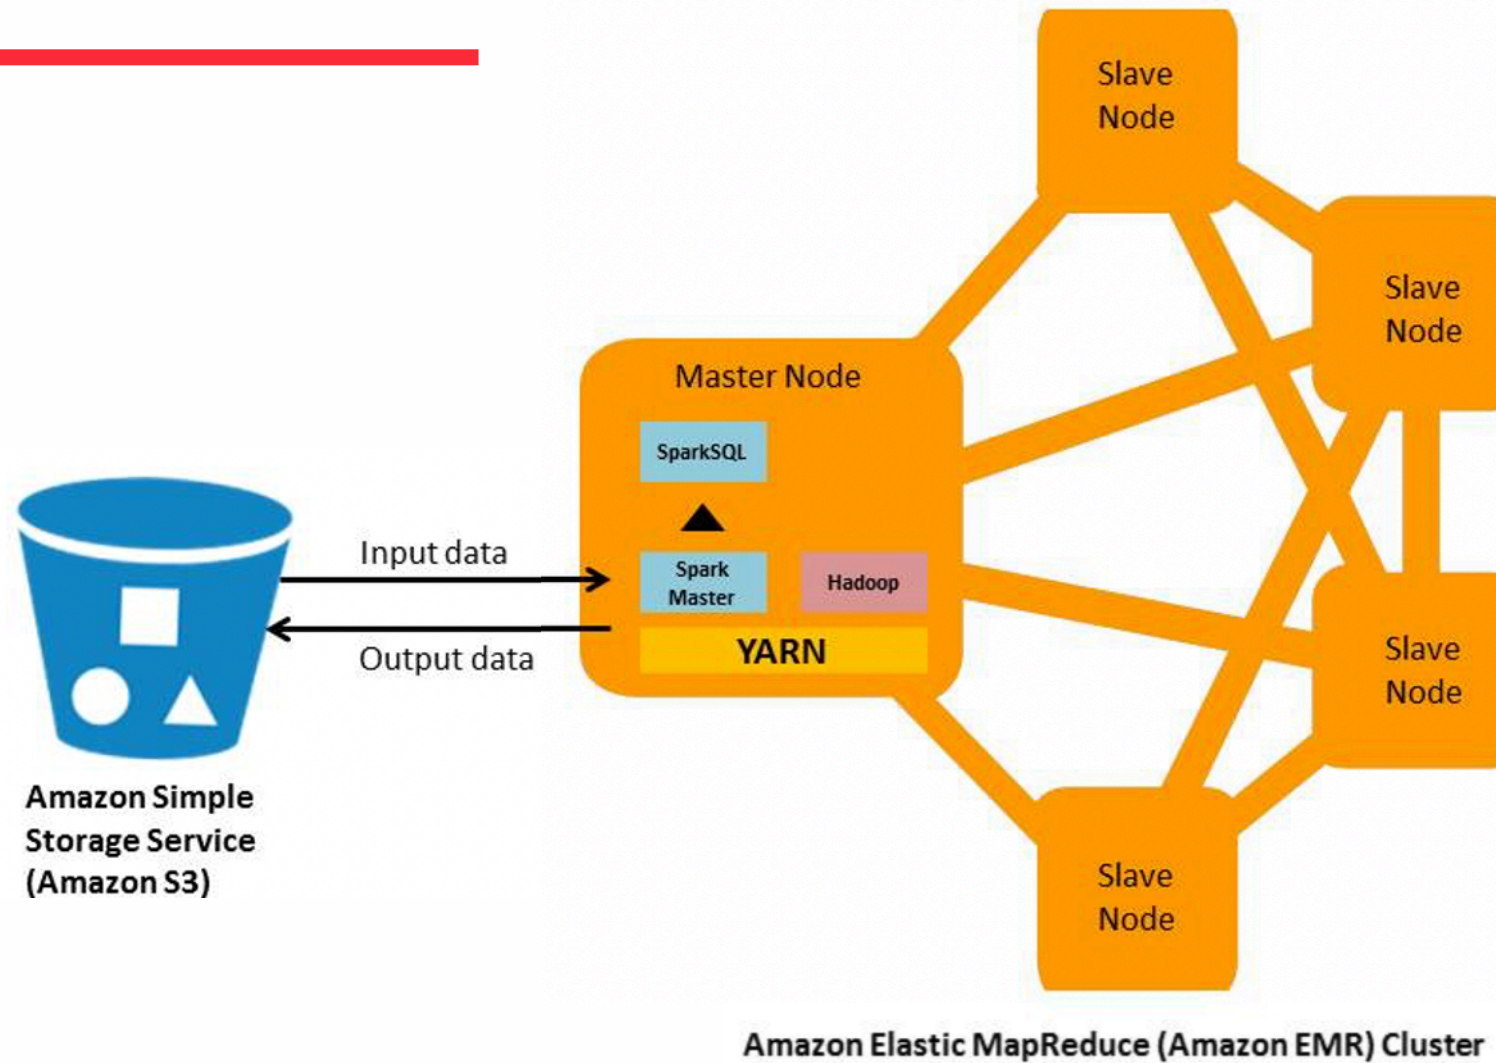 Slave
Node
Slave
Node
Master Node
SparkSQL
Input data
Spark
Master
Hadoop
YARN
Output data
Slave
Node
Amazon Simple
Storage Service
(Amazon S3)
Slave
Node
Amazon Elastic MapReduce (Amazon EMR) Cluster